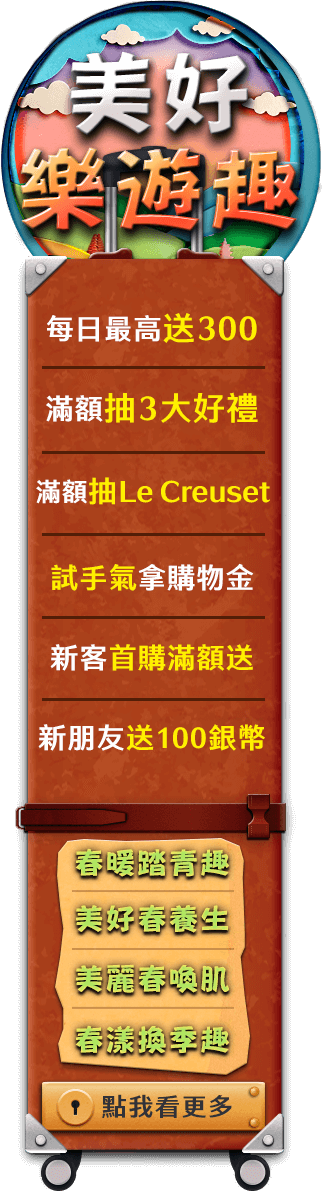 美好
樂遊趣
每日最高送300
滿額抽3大好禮
滿額抽Le Creuset
試手氣拿購物金
新客首購滿額送
新朋友送100銀幣
春暖踏青趣
美好春養生
美麗春喚肌
春漾換季趣
點我看更多